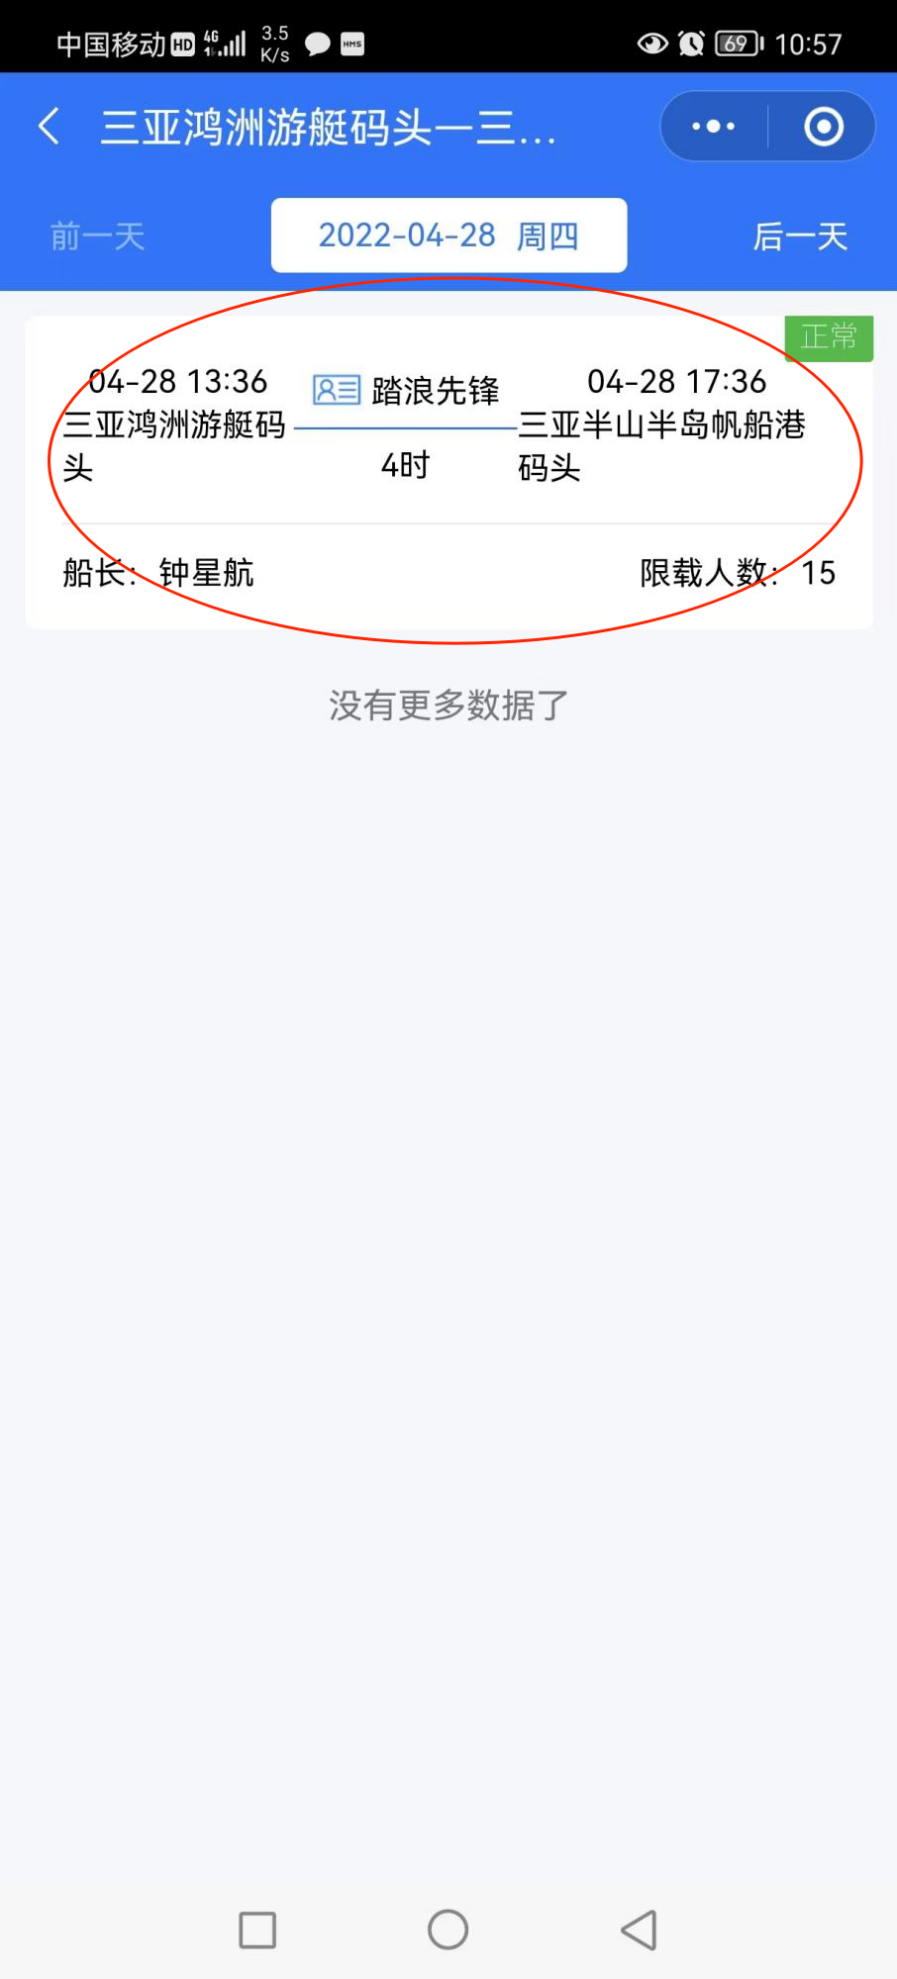 中国移动 HD 4G 3.5 K/s HMS 69 10:57
三亚鸿洲游艇码头一三...
前一天 2022-04-28 周四 后一天
正常
04-28 13:36 踏浪先锋 04-28 17:36
三亚鸿洲游艇码 三亚半山半岛帆船港
头 4时 码头
船长：钟星航 限载人数：15
没有更多数据了